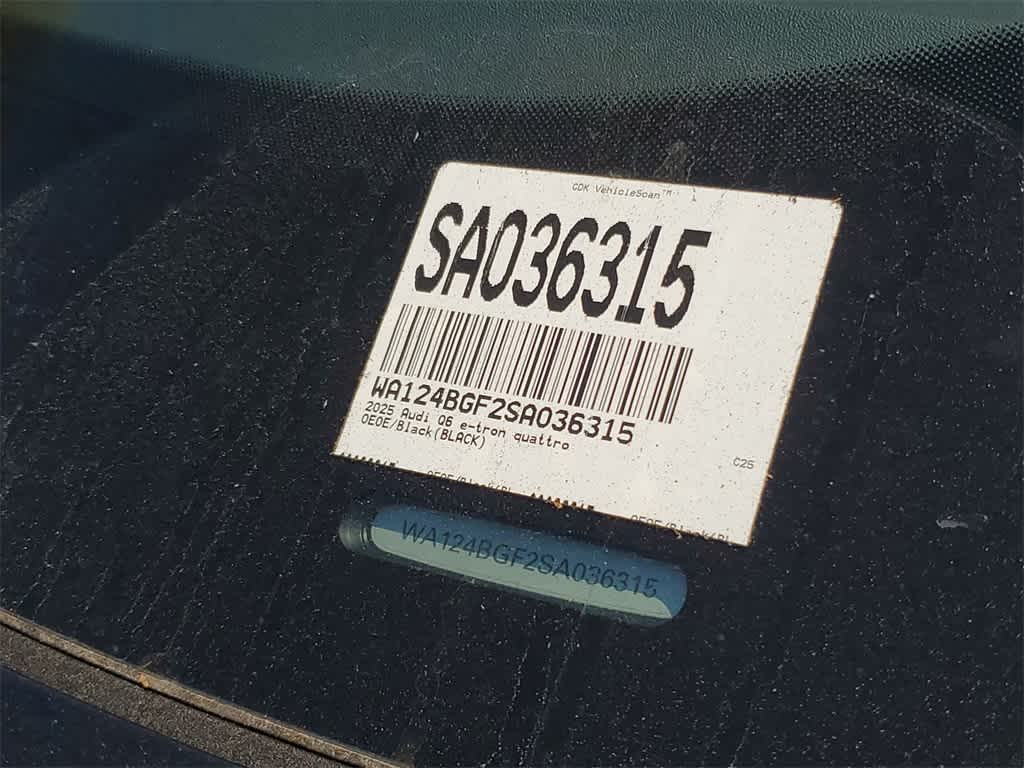 CDK VehicleScan™
SA036315
WA124BGF2SA036315
2025 Audi Q6 e-tron quattro
0E0E/Black(BLACK)
C25
WA124BGF2SA036315